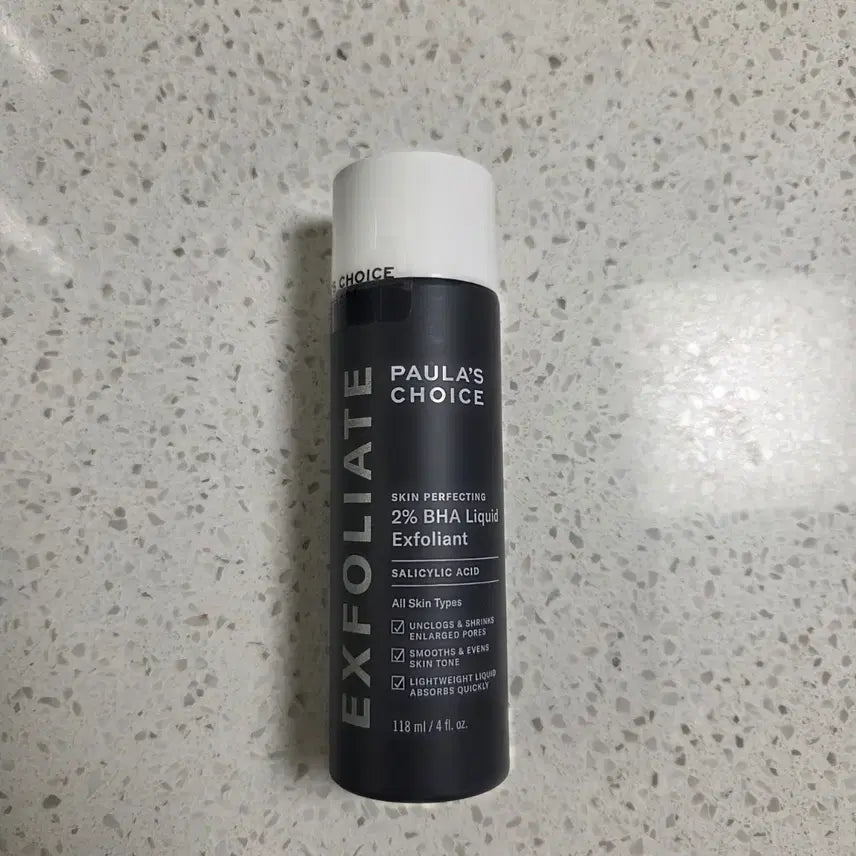 S CHOICE
PAULA'S
CHOICE
EXFOLIATE
SKIN PERFECTING
2% BHA Liquid
Exfoliant
SALICYLIC ACID
All Skin Types
UNCLOGS & SHRINKS
ENLARGED PORES
SMOOTHS & EVENS
SKIN TONE
LIGHTWEIGHT LIQUID
ABSORBS QUICKLY
118 ml / 4 fl. oz.